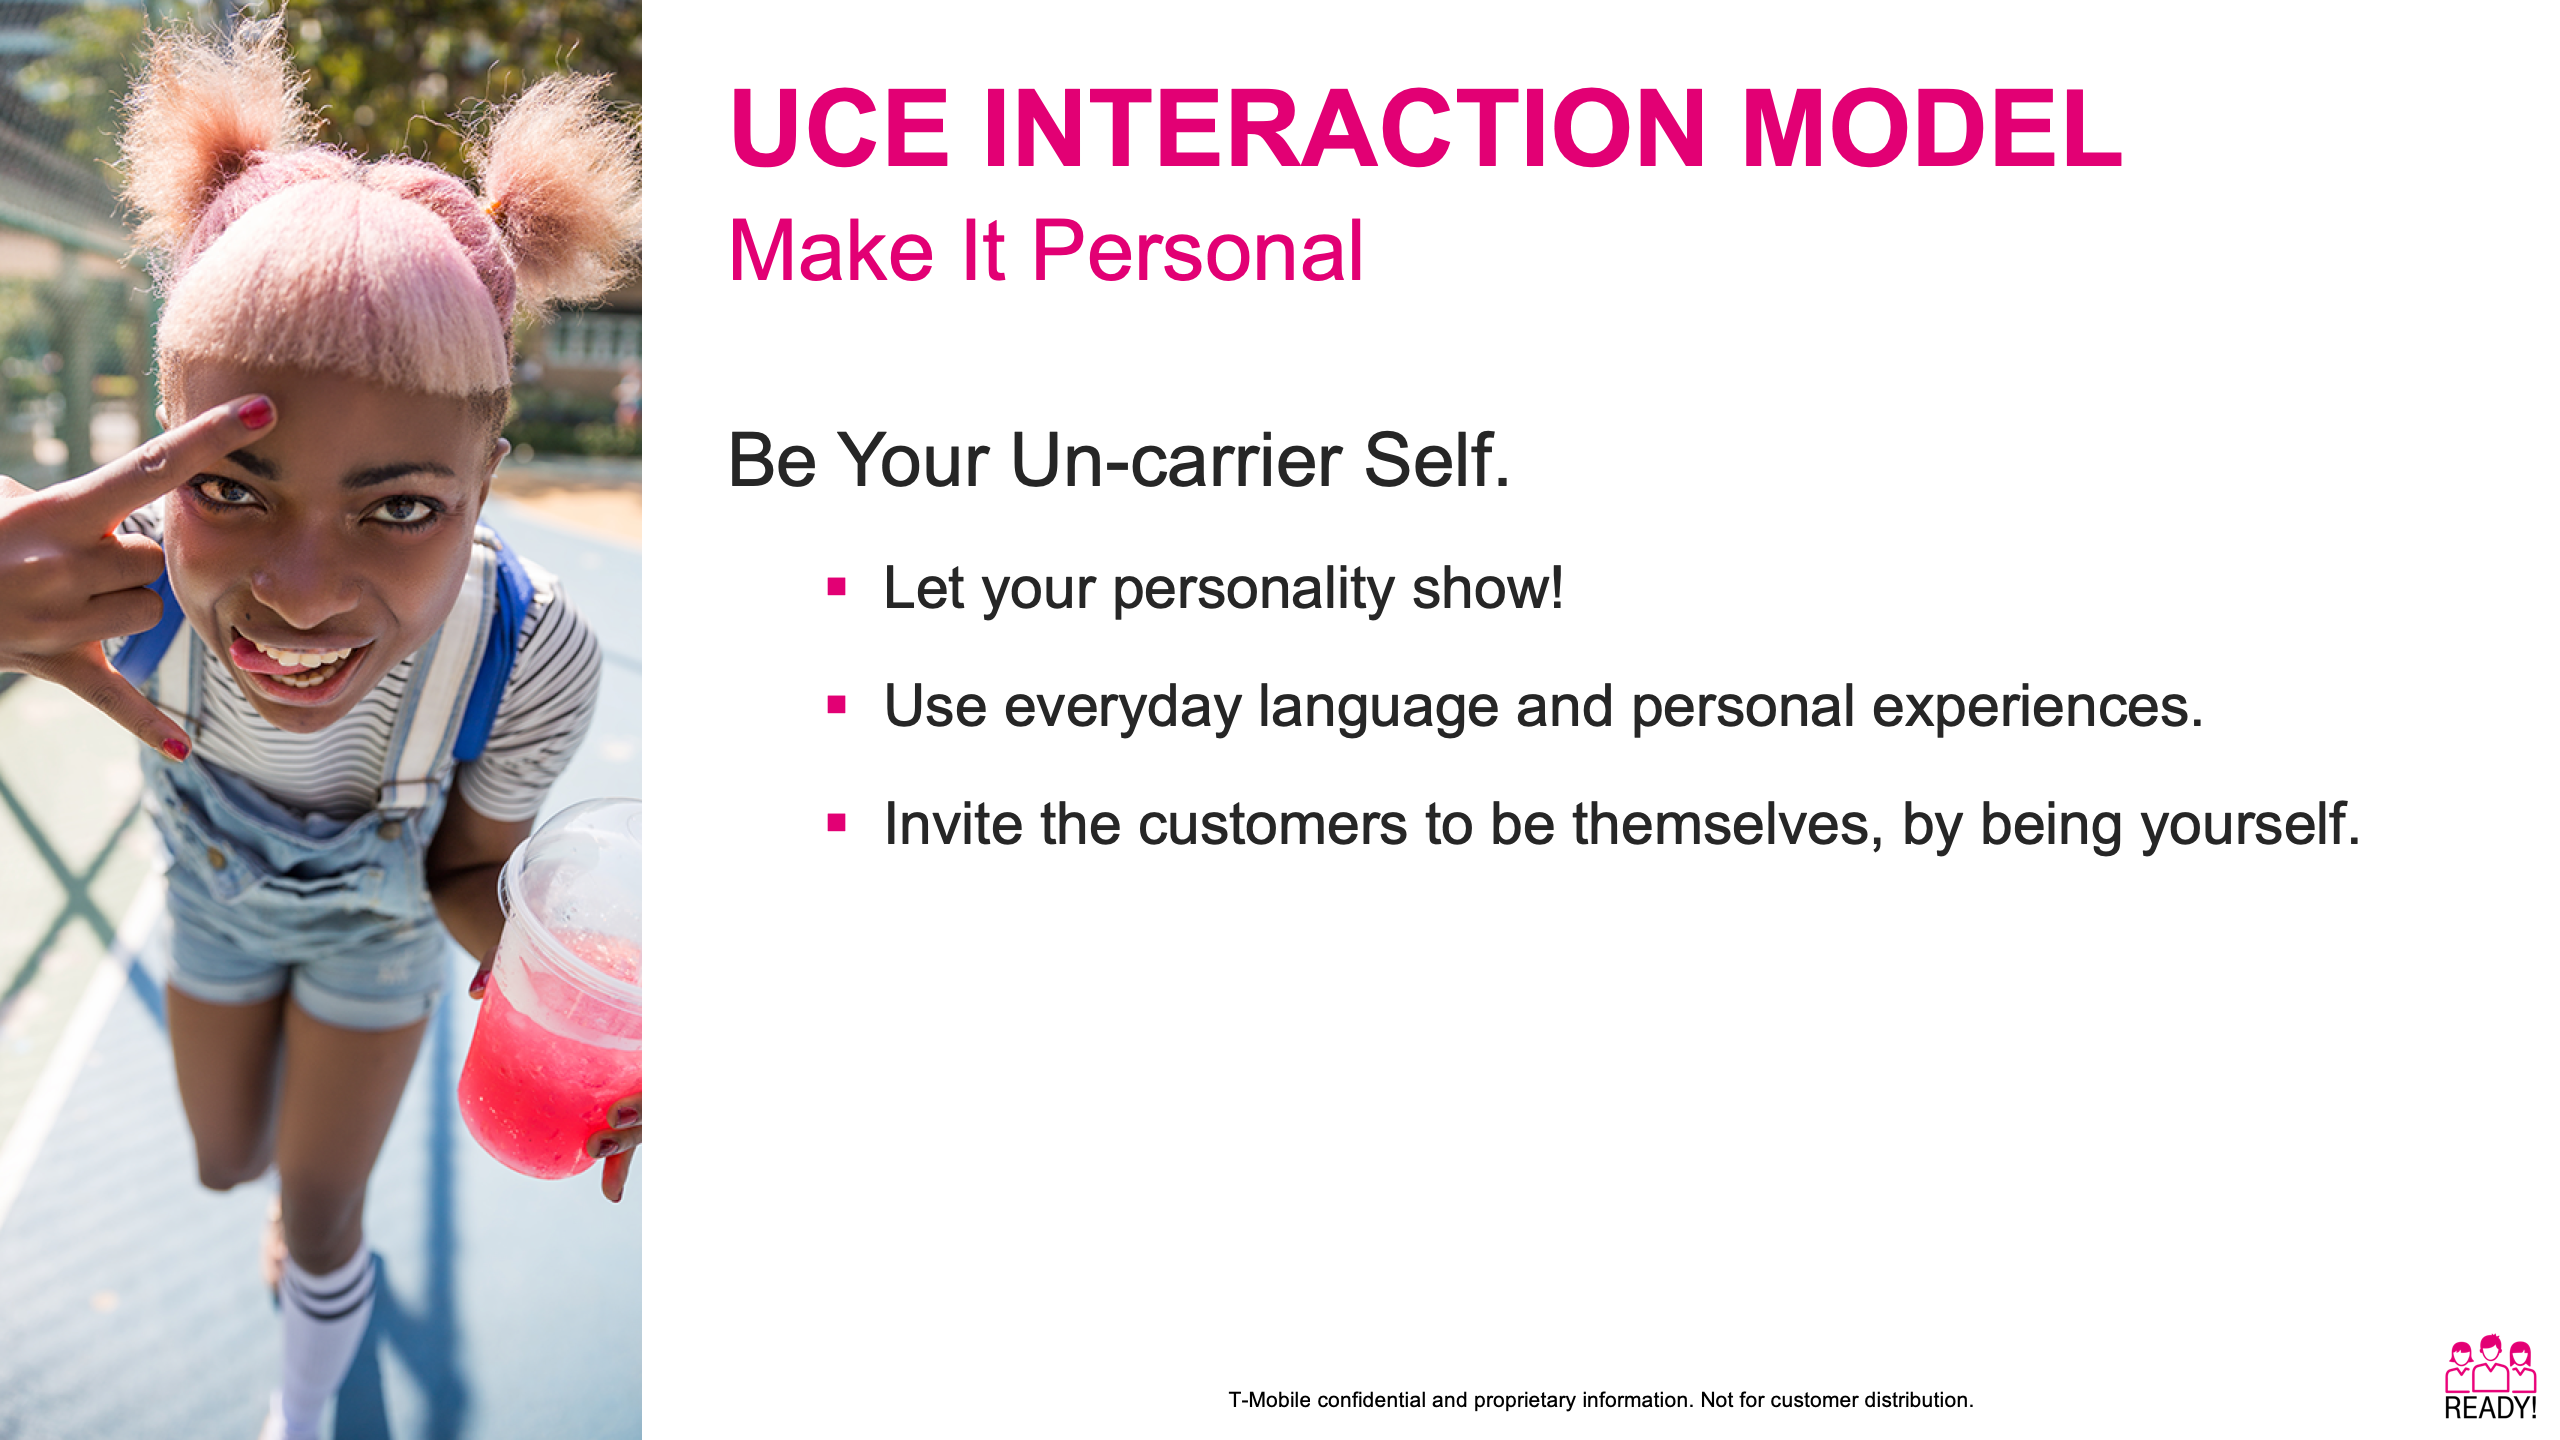 UCE INTERACTION MODEL
Make It Personal
Be Your Un-carrier Self.
▪ Let your personality show!
▪ Use everyday language and personal experiences.
▪ Invite the customers to be themselves, by being yourself.
T-Mobile confidential and proprietary information. Not for customer distribution.
READY!